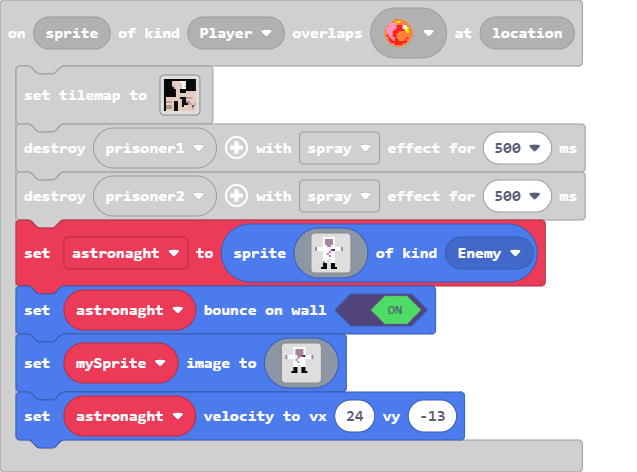 on sprite of kind Player overlaps at location
set tilemap to
destroy prisoner1 with spray effect for 500 ms
destroy prisoner2 with spray effect for 500 ms
set astronaght to sprite of kind Enemy
set astronaght bounce on wall ON
set mySprite image to
set astronaght velocity to vx 24 vy -13